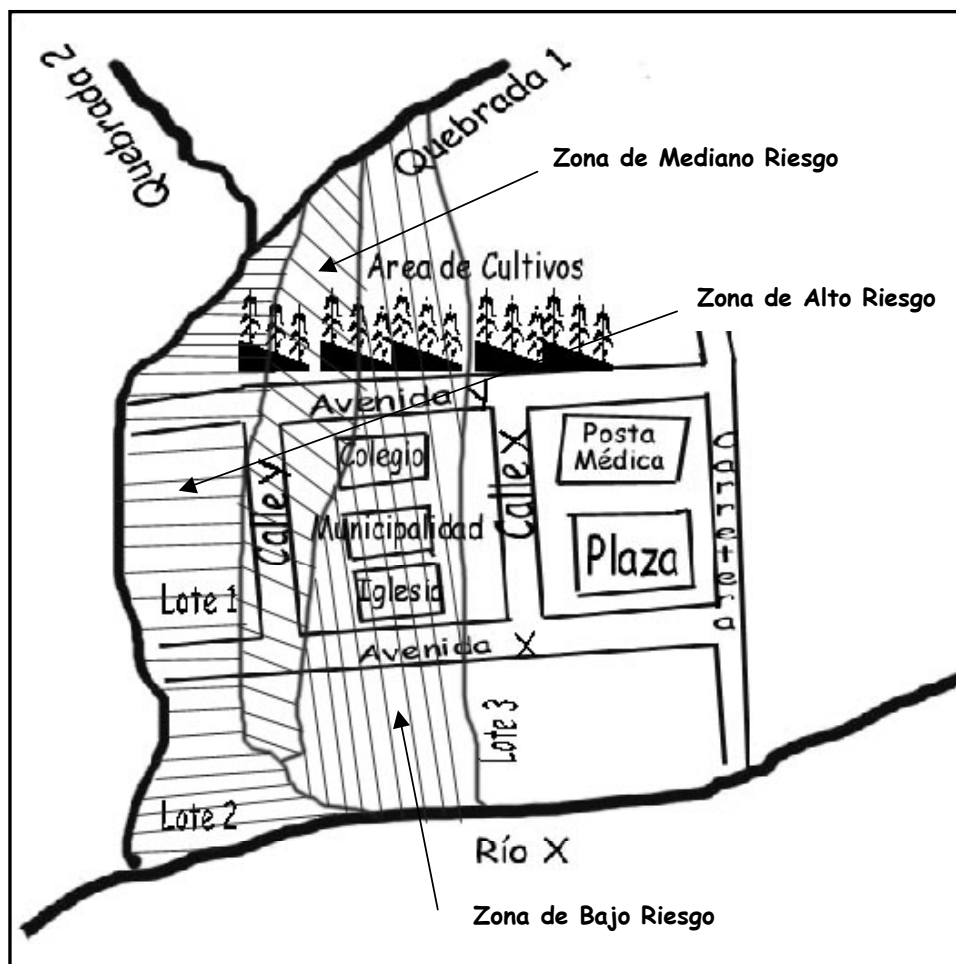 Quebrada 2
Quebrada 1
Zona de Mediano Riesgo
Area de Cultivos
Zona de Alto Riesgo
Avenida Y
Posta
Médica
Colegio
Calle Y
Calle X
Carretera
Municipalidad
Plaza
Iglesia
Lote 1
Avenida X
Lote 3
Lote 2
Río X
Zona de Bajo Riesgo